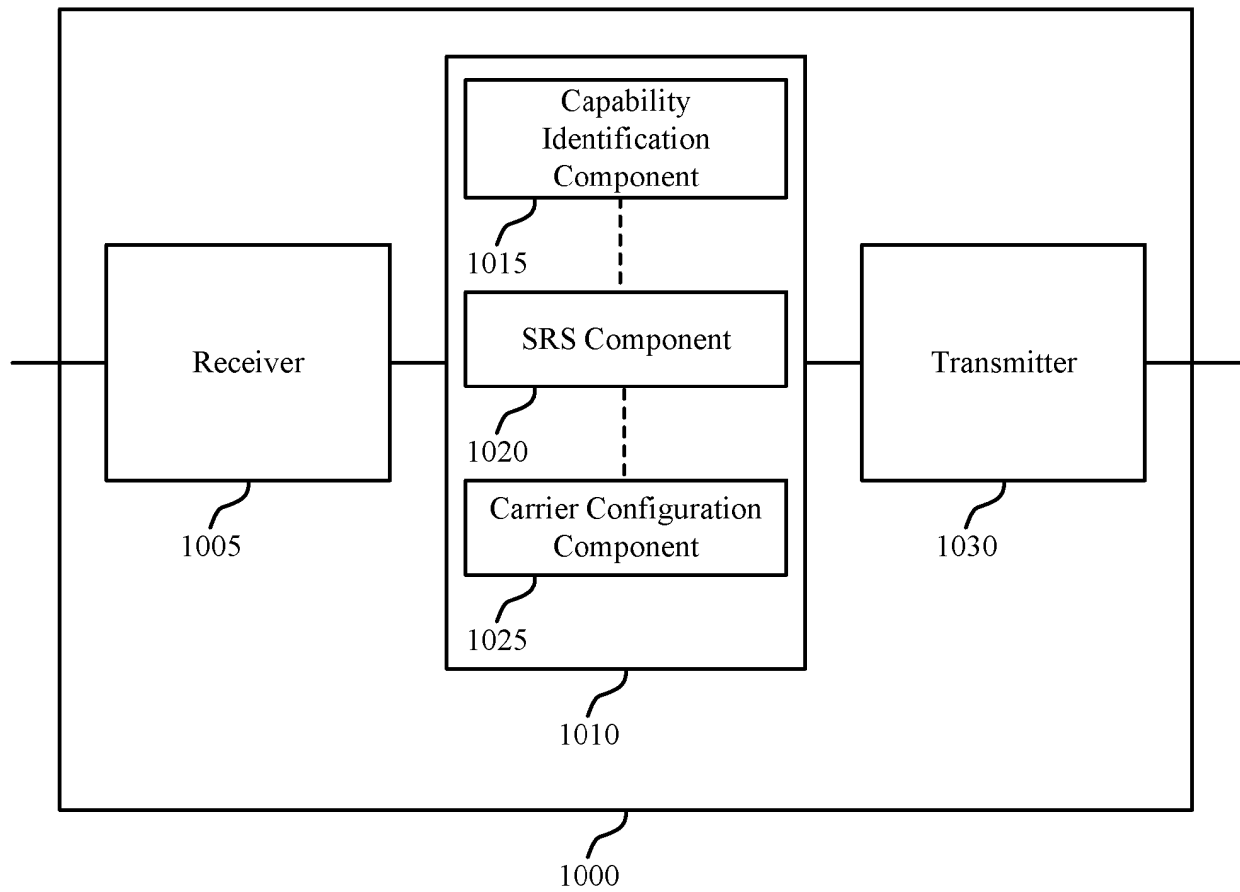 Capability
Identification
Component
1015
SRS Component
1020
Carrier Configuration
Component
1025
Receiver
1005
Transmitter
1030
1010
1000